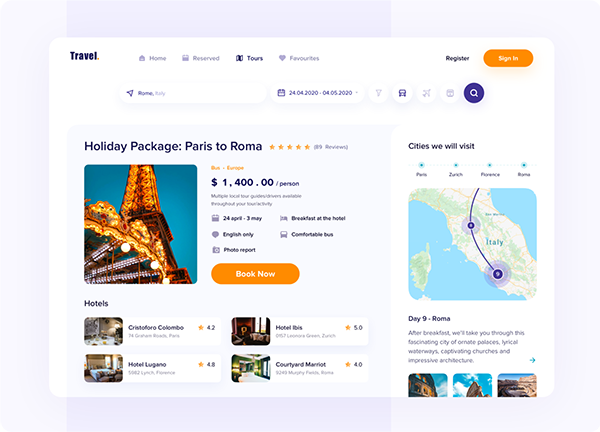 Travel.
Home
Reserved
Tours
Favourites
Register
Sign In
Rome, Italy
24.04.2020 - 04.05.2020
Holiday Package: Paris to Roma
(89 Reviews)
Bus - Europe
$ 1,400.00 / person
Multiple local tour guides/drivers available
throughout your tour/activity
24 april - 3 may
Breakfast at the hotel
English only
Comfortable bus
Photo report
Book Now
Hotels
Cristoforo Colombo
4.2
74 Graham Roads, Paris
Hotel Ibis
5.0
0157 Leonora Green, Zurich
Hotel Lugano
4.8
5982 Lynch, Florence
Courtyard Marriot
4.0
9240 Murphy Fields, Roma
Cities we will visit
Paris
Zurich
Florence
Roma
Italy
9
Day 9 - Roma
After breakfast, we'll take you through this
fascinating city of ornate palaces, lyrical
waterways, captivating churches and
impressive architecture.